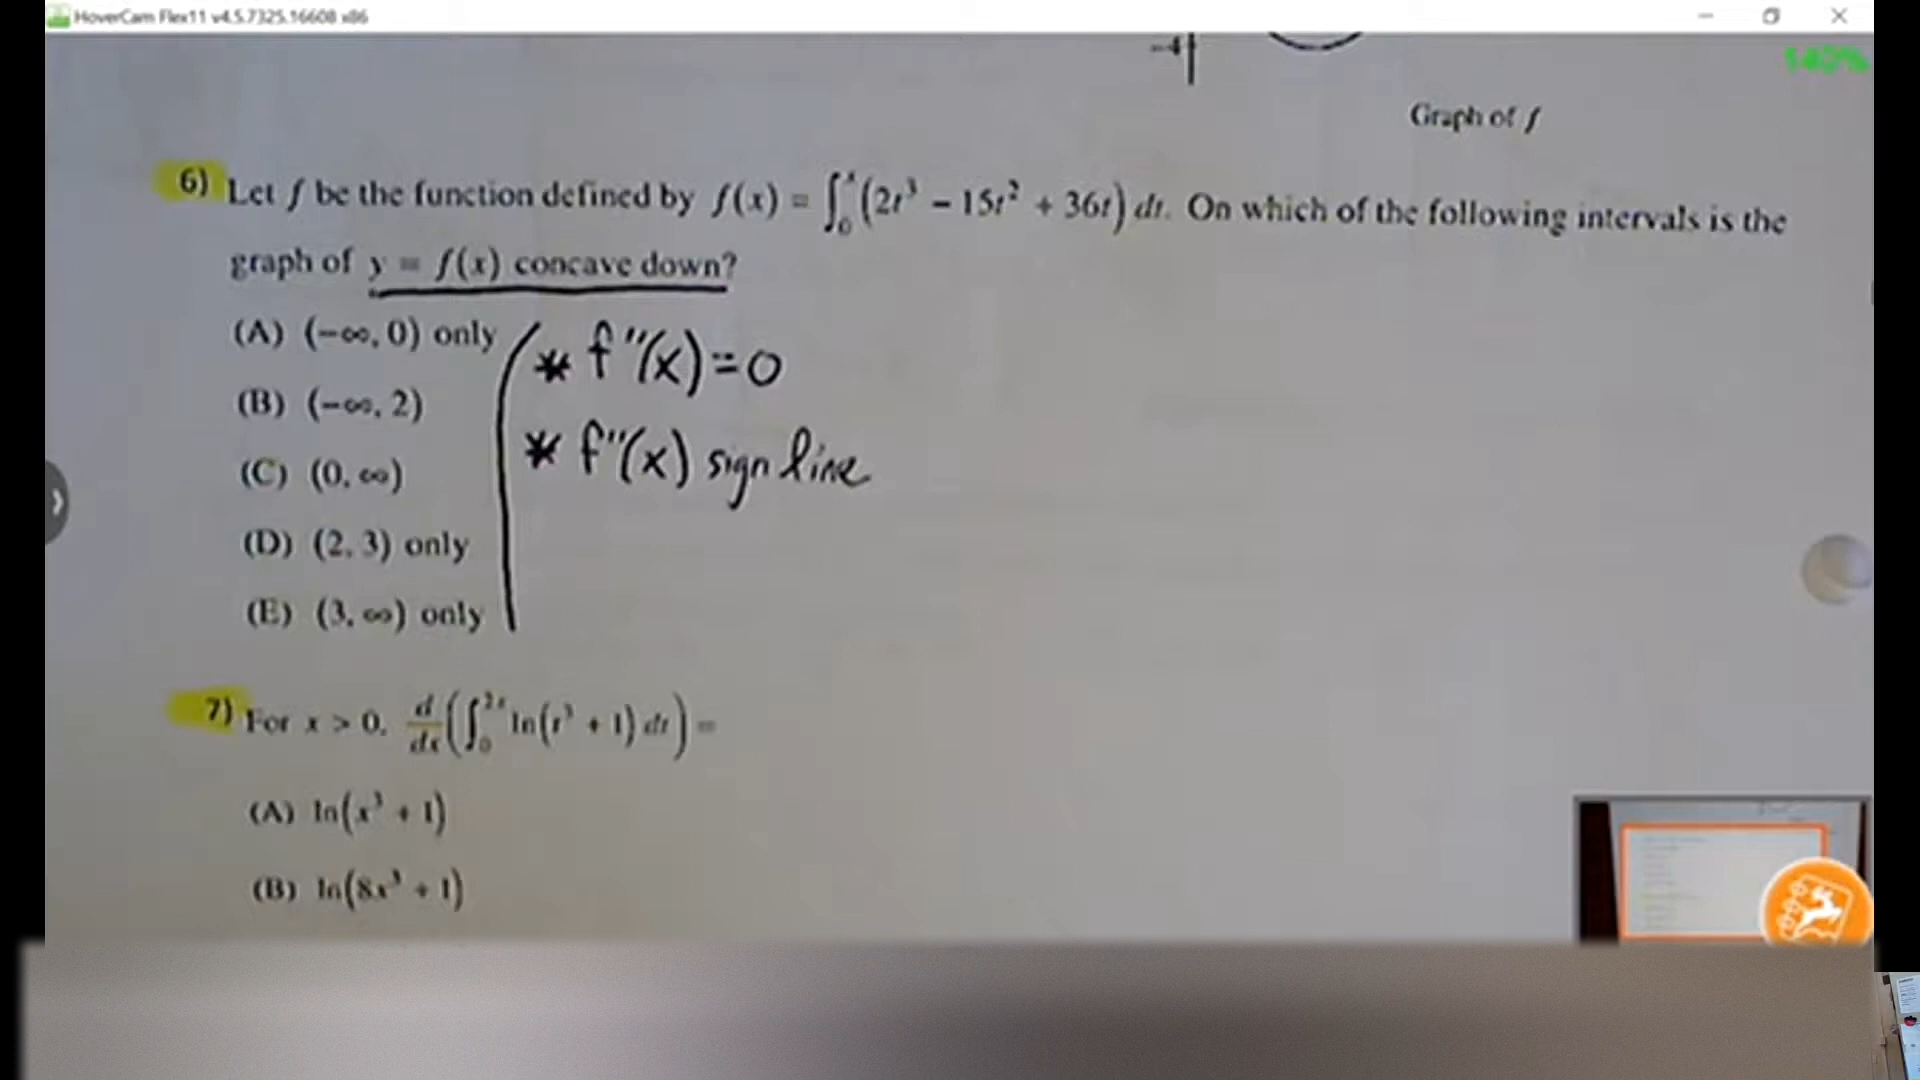 HoverCam Flex11 v4.5.7325.16608 x86
140%
-4
Graph of f
6) Let f be the function defined by f(x) = ∫₀ˣ (2t³ − 15t² + 36t) dt. On which of the following intervals is the
graph of y = f(x) concave down?
(A) (−∞, 0) only
(B) (−∞, 2)
(C) (0, ∞)
(D) (2, 3) only
(E) (3, ∞) only
* f''(x)=0
* f''(x) sign line
7) For x > 0, d/dx (∫₀²ˣ ln(t³ + 1) dt) =
(A) ln(x³ + 1)
(B) ln(8x³ + 1)